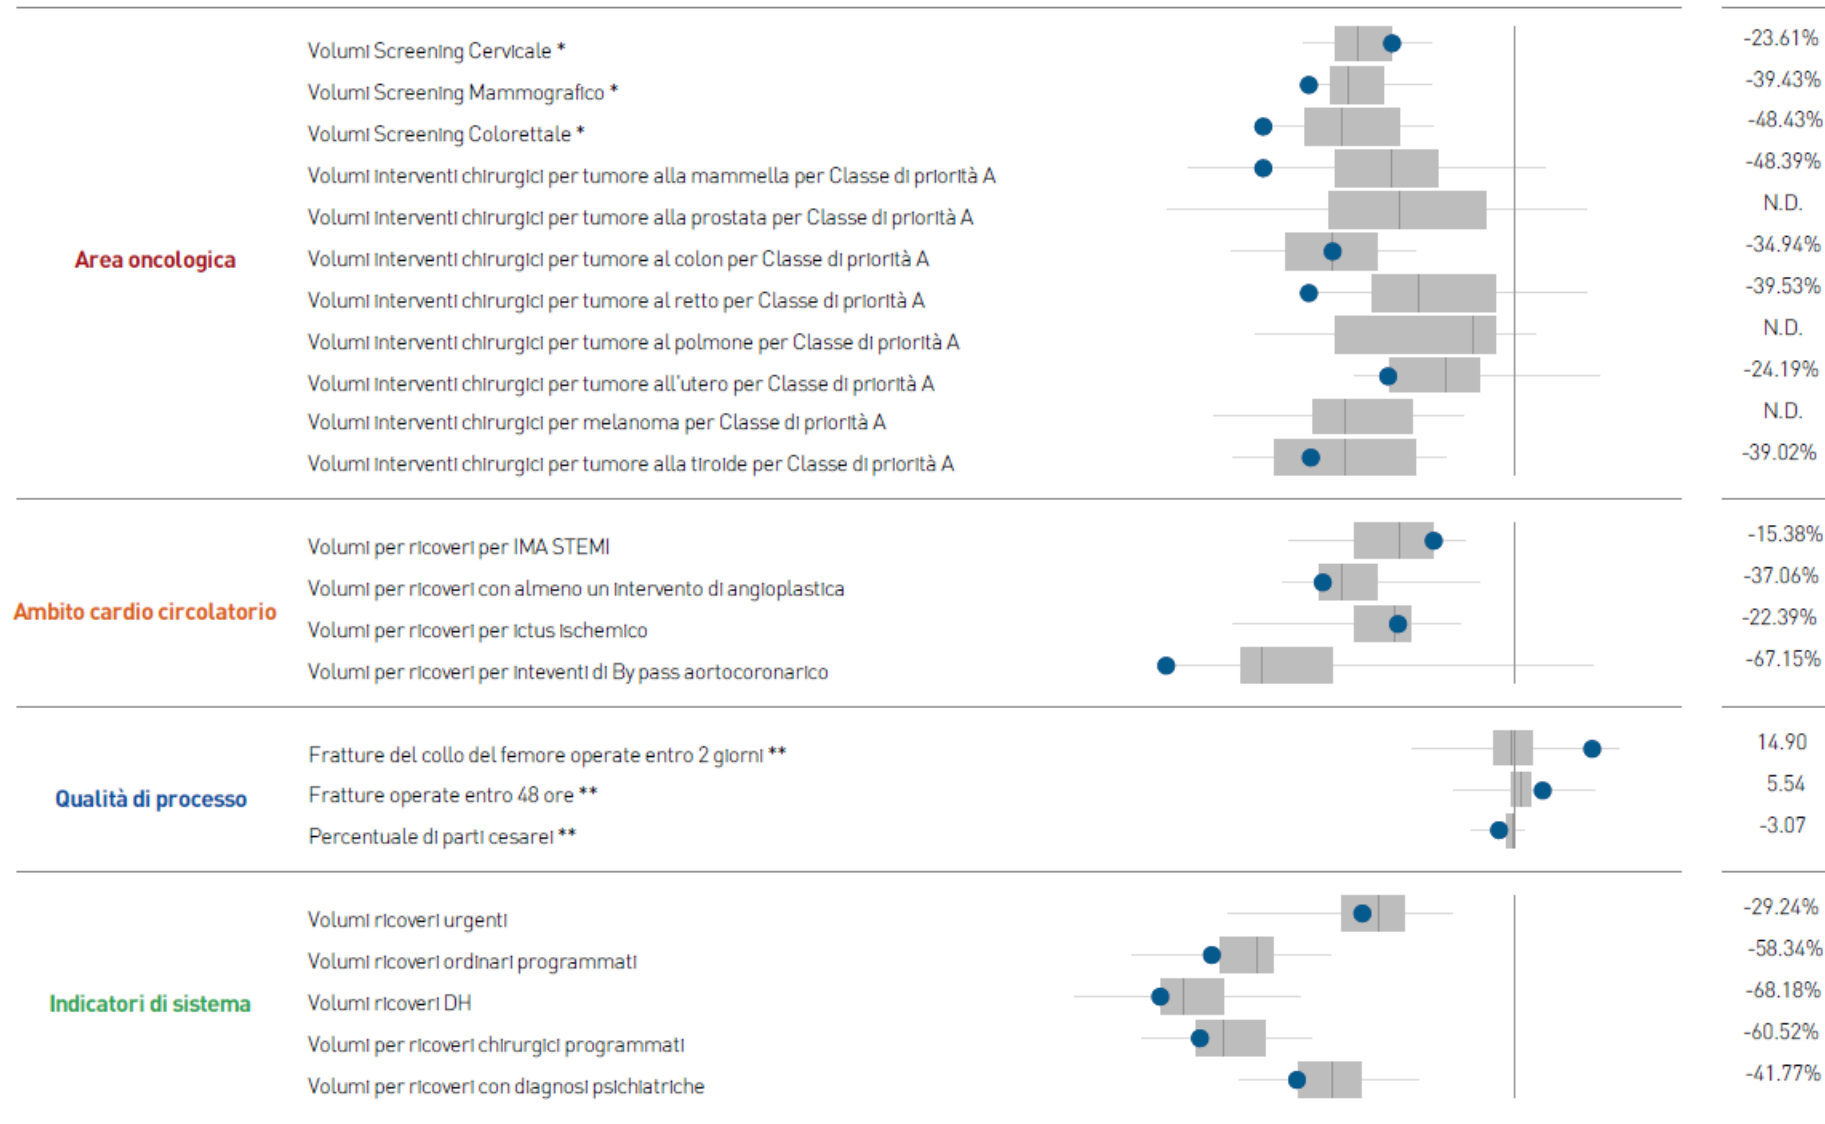 Volumi Screening Cervicale * -23.61%
Volumi Screening Mammografico * -39.43%
Volumi Screening Colorettale * -48.43%
Volumi interventi chirurgici per tumore alla mammella per Classe di priorità A -48.39%
Volumi interventi chirurgici per tumore alla prostata per Classe di priorità A N.D.
Area oncologica Volumi interventi chirurgici per tumore al colon per Classe di priorità A -34.94%
Volumi interventi chirurgici per tumore al retto per Classe di priorità A -39.53%
Volumi interventi chirurgici per tumore al polmone per Classe di priorità A N.D.
Volumi interventi chirurgici per tumore all'utero per Classe di priorità A -24.19%
Volumi interventi chirurgici per melanoma per Classe di priorità A N.D.
Volumi interventi chirurgici per tumore alla tiroide per Classe di priorità A -39.02%
Volumi per ricoveri per IMA STEMI -15.38%
Volumi per ricoveri con almeno un intervento di angioplastica -37.06%
Ambito cardio circolatorio
Volumi per ricoveri per ictus ischemico -22.39%
Volumi per ricoveri per inteventi di By pass aortocoronarico -67.15%
Fratture del collo del femore operate entro 2 giorni ** 14.90
Qualità di processo Fratture operate entro 48 ore ** 5.54
Percentuale di parti cesarei ** -3.07
Volumi ricoveri urgenti -29.24%
Volumi ricoveri ordinari programmati -58.34%
Indicatori di sistema Volumi ricoveri DH -68.18%
Volumi per ricoveri chirurgici programmati -60.52%
Volumi per ricoveri con diagnosi psichiatriche -41.77%